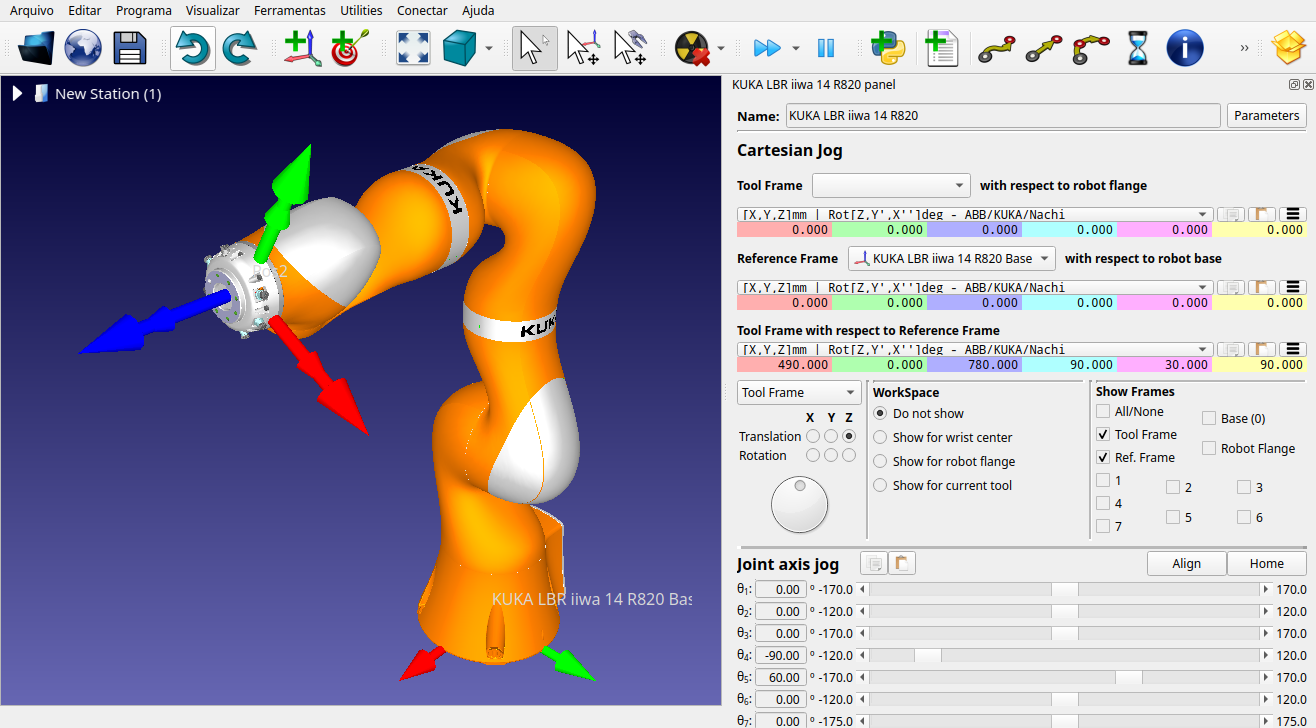 Arquivo Editar Programa Visualizar Ferramentas Utilities Conectar Ajuda
New Station (1)
KUKA
KUK
KUKA LBR iiwa 14 R820 Bas
KUKA LBR iiwa 14 R820 panel
Name: KUKA LBR iiwa 14 R820 Parameters
Cartesian Jog
Tool Frame with respect to robot flange
[X,Y,Z]mm | Rot[Z,Y',X'']deg - ABB/KUKA/Nachi
0.000 0.000 0.000 0.000 0.000 0.000
Reference Frame KUKA LBR iiwa 14 R820 Base with respect to robot base
[X,Y,Z]mm | Rot[Z,Y',X'']deg - ABB/KUKA/Nachi
0.000 0.000 0.000 0.000 0.000 0.000
Tool Frame with respect to Reference Frame
[X,Y,Z]mm | Rot[Z,Y',X'']deg - ABB/KUKA/Nachi
490.000 0.000 780.000 90.000 30.000 90.000
Tool Frame
X Y Z
Translation
Rotation
WorkSpace
Do not show
Show for wrist center
Show for robot flange
Show for current tool
Show Frames
All/None Base (0)
Tool Frame Robot Flange
Ref. Frame
1 2 3
4 5 6
7
Joint axis jog Align Home
θ1: 0.00 º -170.0 170.0
θ2: 0.00 º -120.0 120.0
θ3: 0.00 º -170.0 170.0
θ4: -90.00 º -120.0 120.0
θ5: 60.00 º -170.0 170.0
θ6: 0.00 º -120.0 120.0
θ7: 0.00 º -175.0 175.0